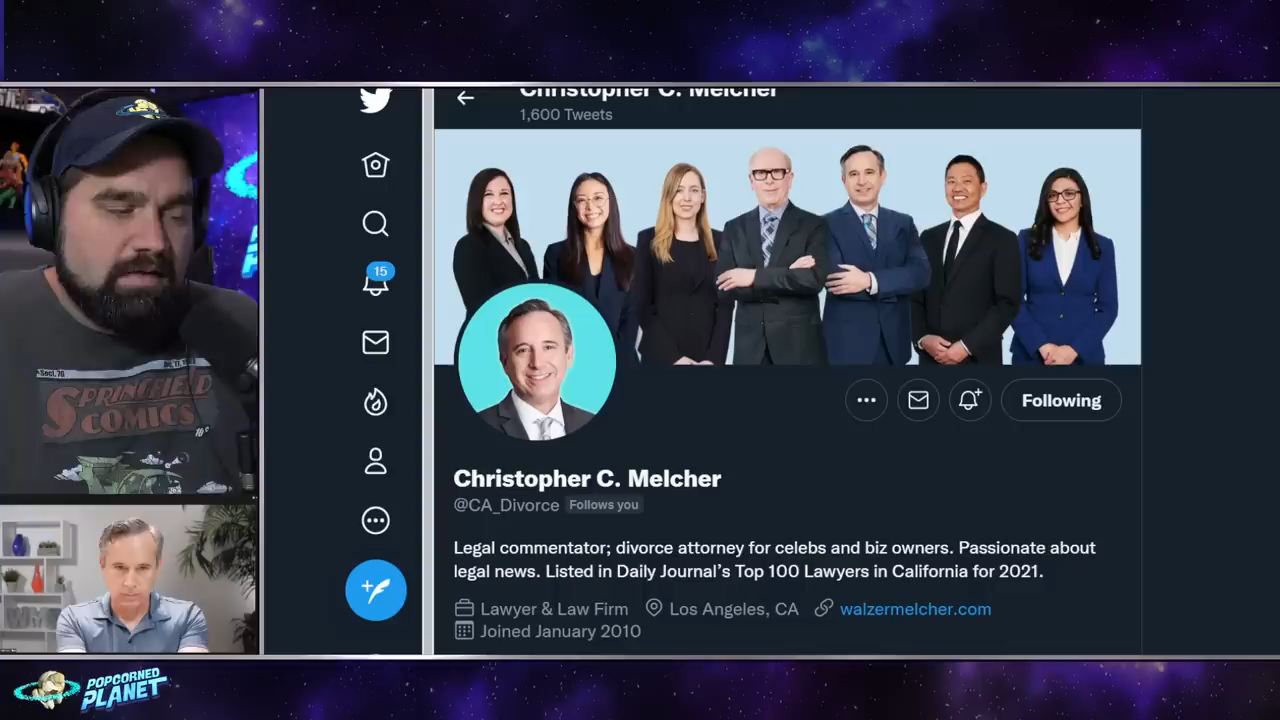 Christopher C. Melcher
1,600 Tweets
15
Following
Christopher C. Melcher
@CA_Divorce Follows you
Legal commentator; divorce attorney for celebs and biz owners. Passionate about
legal news. Listed in Daily Journal's Top 100 Lawyers in California for 2021.
Lawyer & Law Firm Los Angeles, CA walzermelcher.com
Joined January 2010
SPRINGFIELD
COMICS
POPCORNED
PLANET